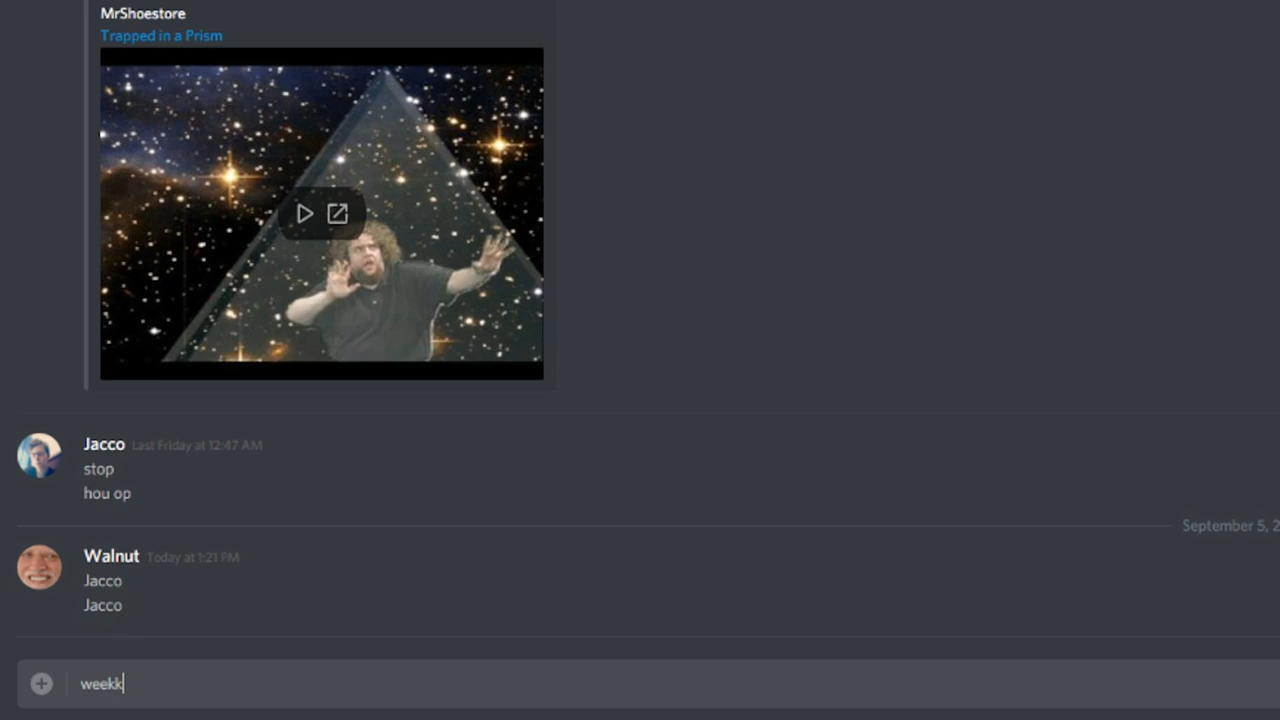 MrShoestore
Trapped in a Prism
Jacco Last Friday at 12:47 AM
stop
hou op
September 5, 2
Walnut Today at 1:21 PM
Jacco
Jacco
weekk